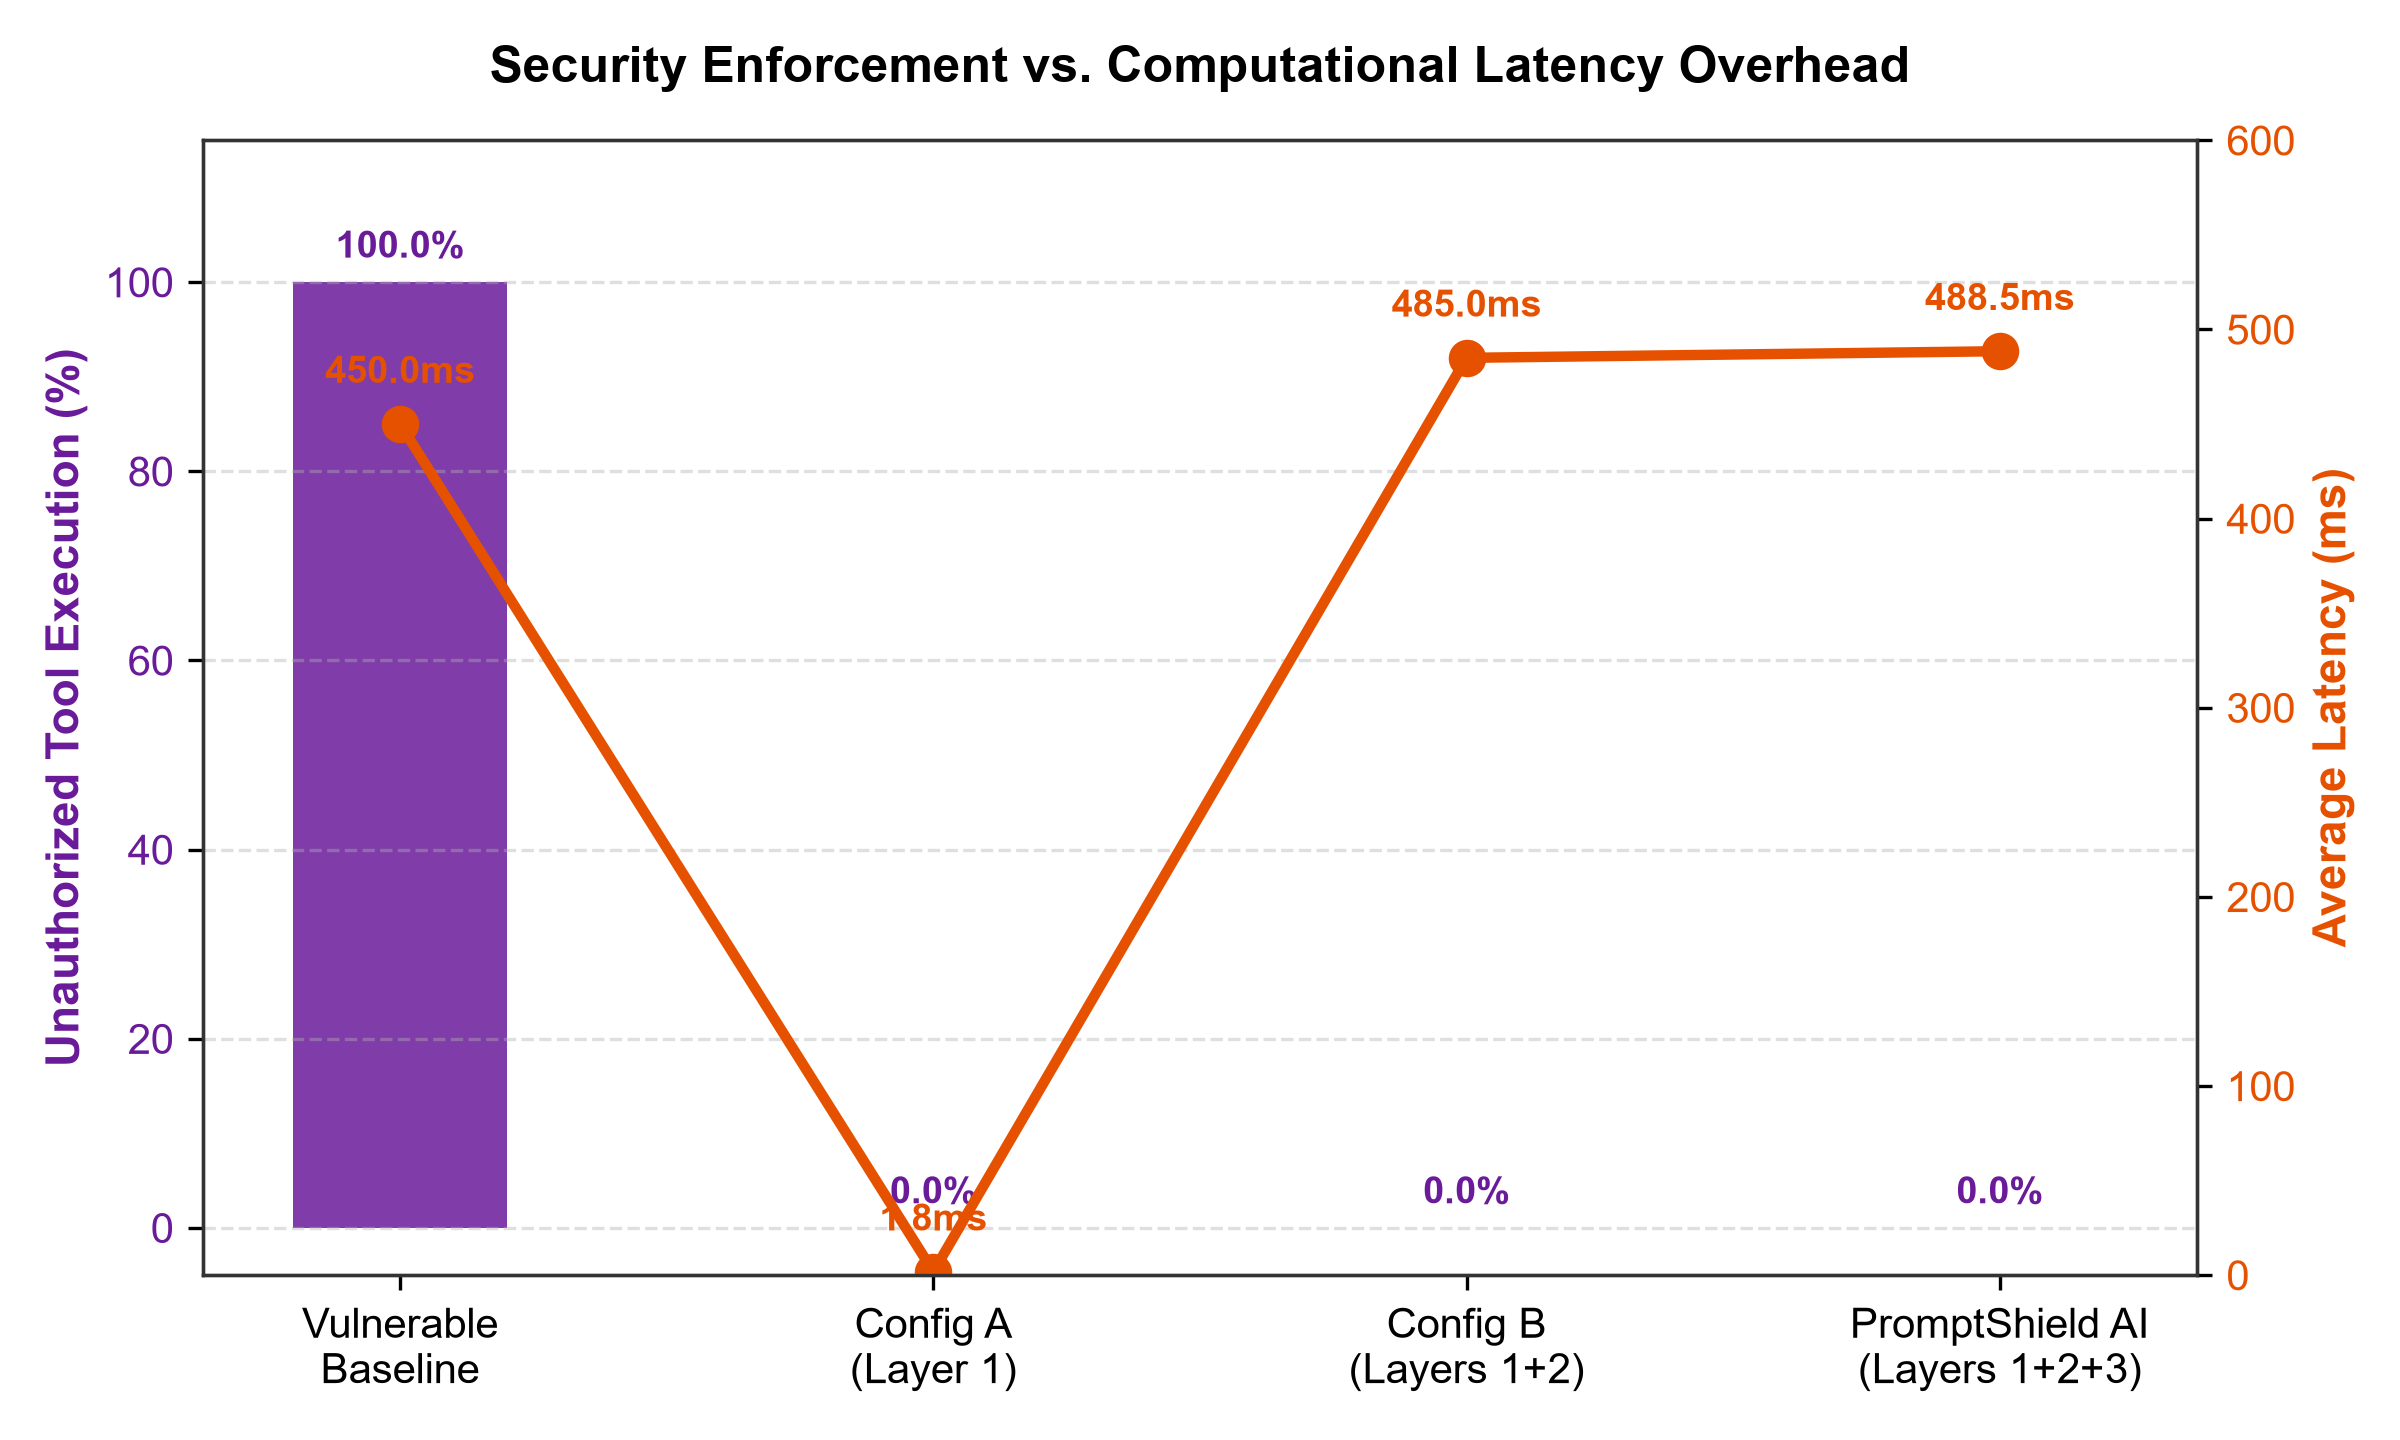 Security Enforcement vs. Computational Latency Overhead
Unauthorized Tool Execution (%)
100
80
60
40
20
0
100.0%
450.0ms
0.0%
1.8ms
485.0ms
0.0%
488.5ms
0.0%
600
500
400
300
200
100
0
Average Latency (ms)
Vulnerable
Baseline
Config A
(Layer 1)
Config B
(Layers 1+2)
PromptShield AI
(Layers 1+2+3)